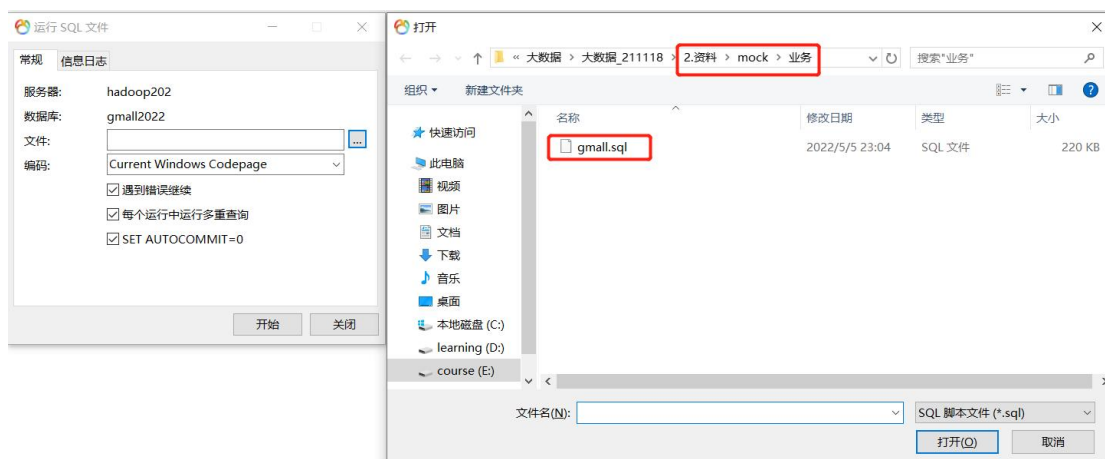 运行 SQL 文件
常规 信息日志
服务器: hadoop202
数据库: gmall2022
文件: ...
编码: Current Windows Codepage
遇到错误继续
每个运行中运行多重查询
SET AUTOCOMMIT=0
开始 关闭
打开
« 大数据 > 大数据_211118 > 2.资料 > mock > 业务 搜索"业务"
组织 新建文件夹
名称 修改日期 类型 大小
gmall.sql 2022/5/5 23:04 SQL 文件 220 KB
快速访问
此电脑
视频
图片
文档
下载
音乐
桌面
本地磁盘 (C:)
learning (D:)
course (E:)
文件名(N): SQL 脚本文件 (*.sql)
打开(O) 取消